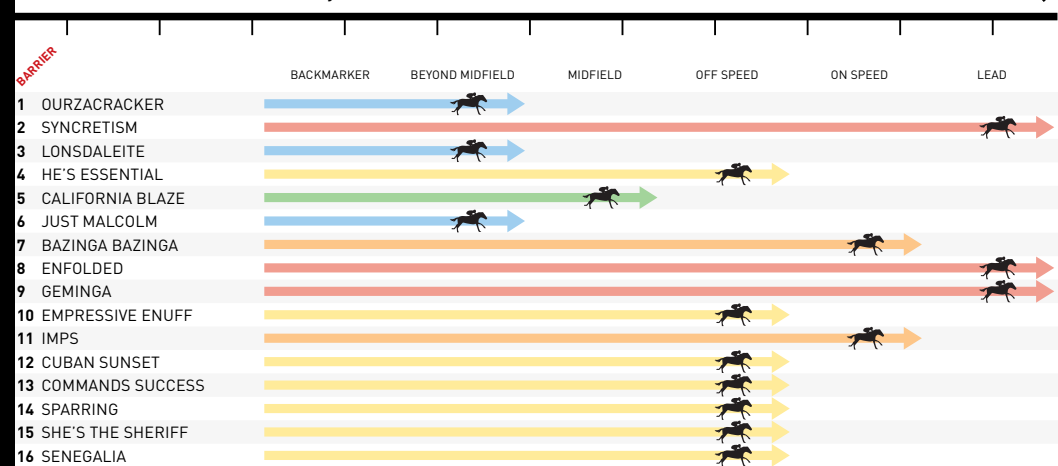 BARRIER
BACKMARKER BEYOND MIDFIELD MIDFIELD OFF SPEED ON SPEED LEAD
1 OURZACRACKER
2 SYNCRETISM
3 LONSDALEITE
4 HE'S ESSENTIAL
5 CALIFORNIA BLAZE
6 JUST MALCOLM
7 BAZINGA BAZINGA
8 ENFOLDED
9 GEMINGA
10 EMPRESSIVE ENUFF
11 IMPS
12 CUBAN SUNSET
13 COMMANDS SUCCESS
14 SPARRING
15 SHE'S THE SHERIFF
16 SENEGALIA